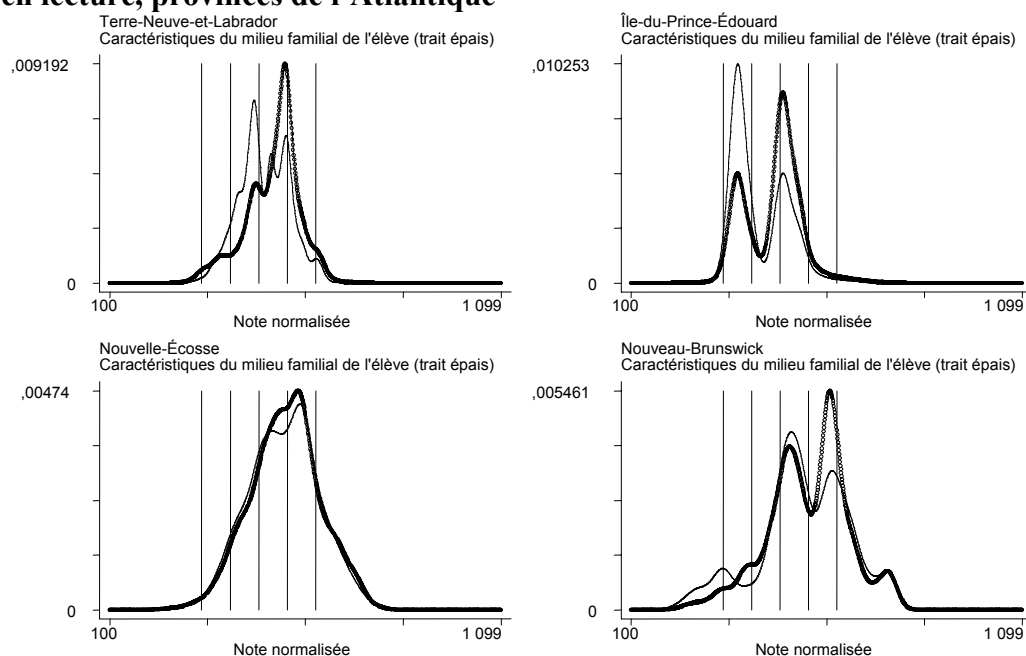 en lecture, provinces de l'Atlantique
Terre-Neuve-et-Labrador
Caractéristiques du milieu familial de l'élève (trait épais)
,009192
0
100
1 099
Note normalisée
Île-du-Prince-Édouard
Caractéristiques du milieu familial de l'élève (trait épais)
,010253
0
100
1 099
Note normalisée
Nouvelle-Écosse
Caractéristiques du milieu familial de l'élève (trait épais)
,00474
0
100
1 099
Note normalisée
Nouveau-Brunswick
Caractéristiques du milieu familial de l'élève (trait épais)
,005461
0
100
1 099
Note normalisée